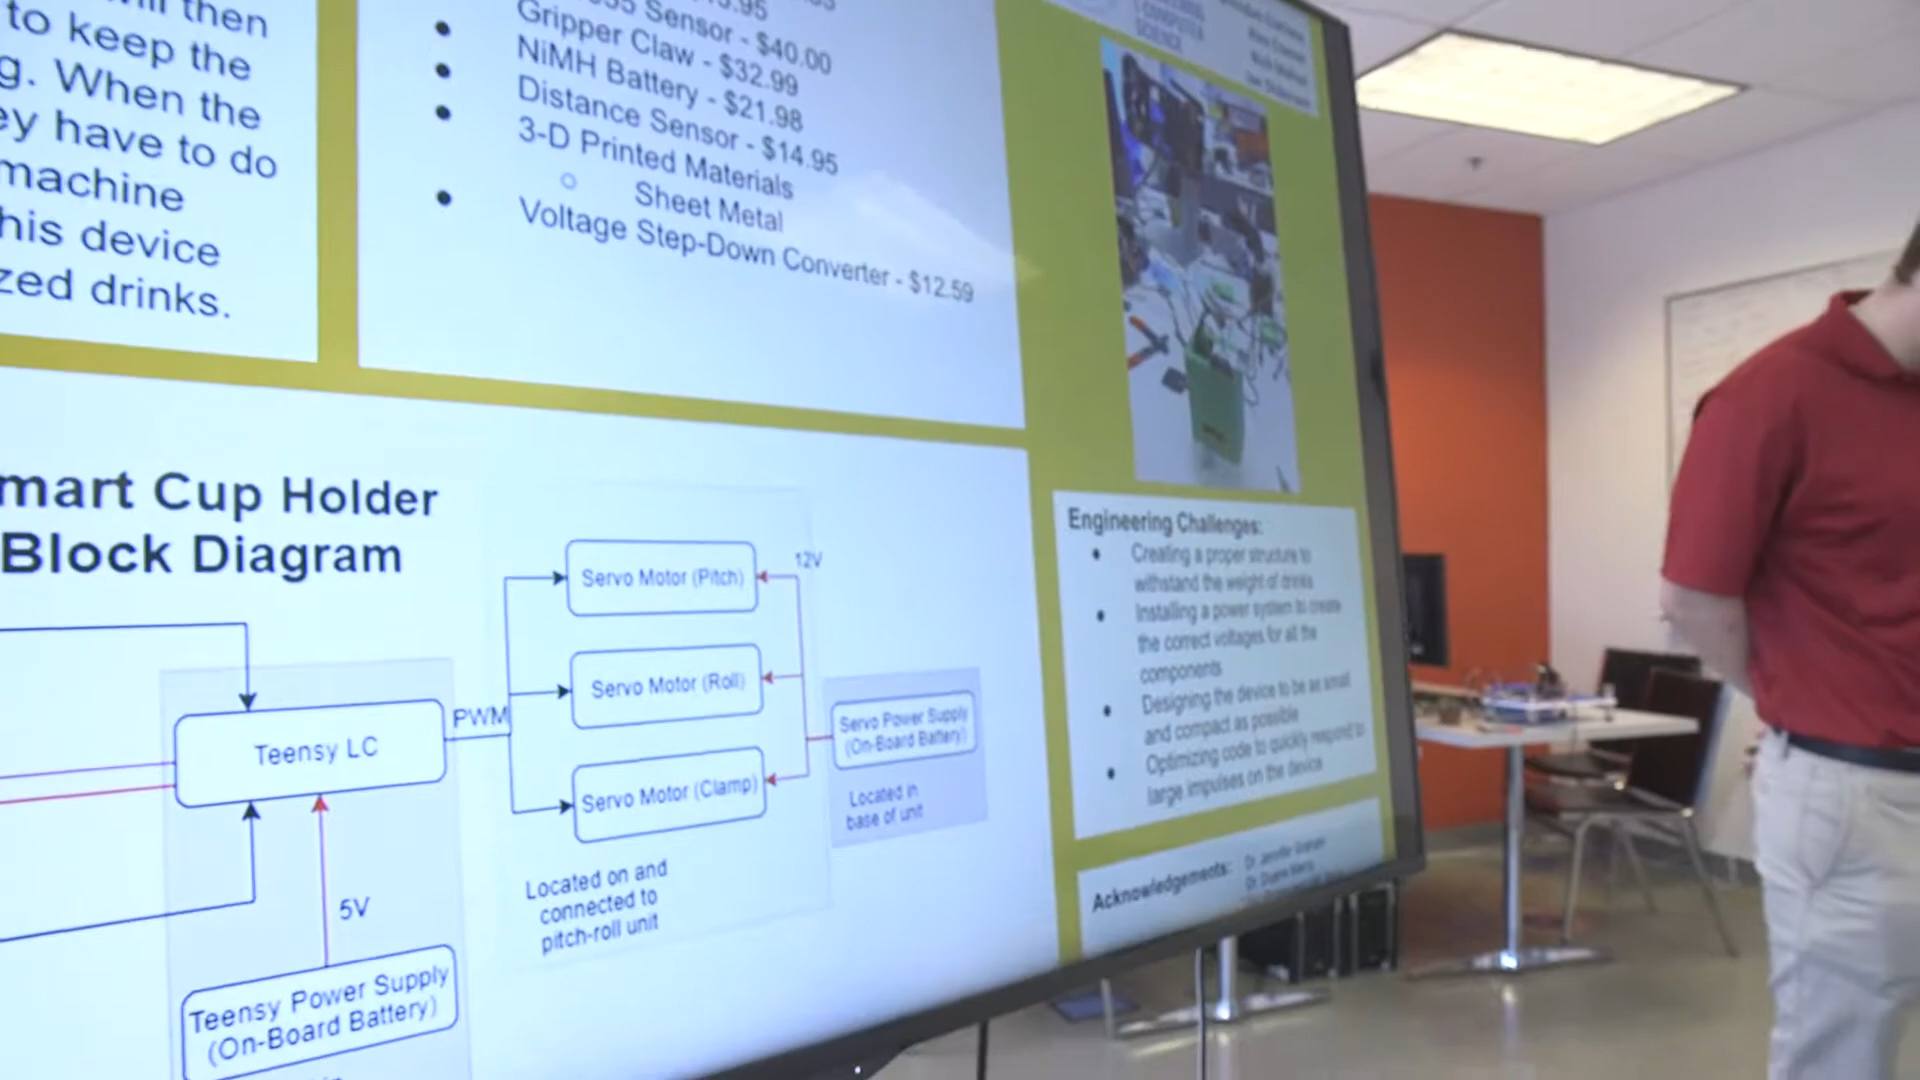 then
to keep the
g. When the
ey have to do
machine
his device
zed drinks.
Sensor - $40.00
Gripper Claw - $32.99
NiMH Battery - $21.98
Distance Sensor - $14.95
3-D Printed Materials
Sheet Metal
Voltage Step-Down Converter - $12.59
& COMPUTER
SCIENCE
mart Cup Holder
Block Diagram
Teensy LC
PWM
Servo Motor (Pitch)
Servo Motor (Roll)
Servo Motor (Clamp)
12V
Servo Power Supply
(On-Board Battery)
Located in
base of unit
Located on and
connected to
pitch-roll unit
5V
Teensy Power Supply
(On-Board Battery)
Engineering Challenges:
Creating a proper structure to
withstand the weight of drinks
Installing a power system to create
the correct voltages for all the
components
Designing the device to be as small
and compact as possible
Optimizing code to quickly respond to
large impulses on the device
Acknowledgements: